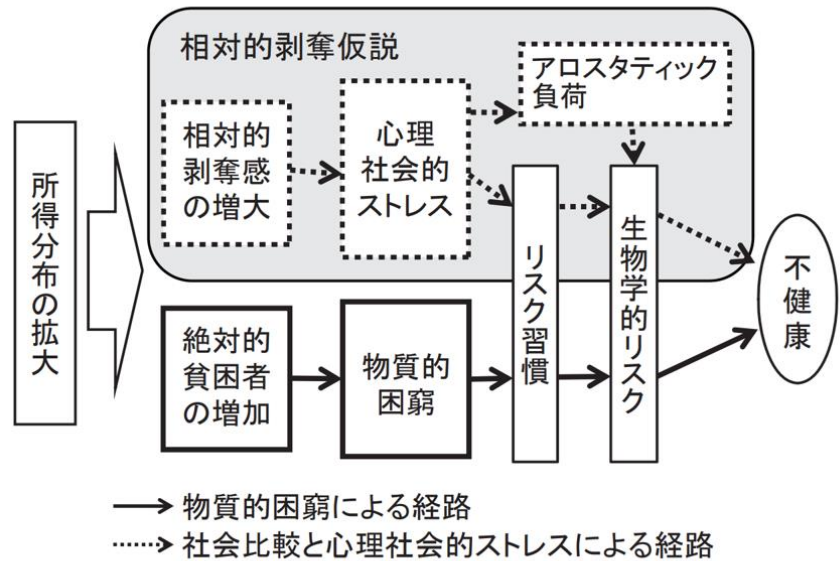 相対的剥奪仮説
アロスタティック
負荷
相対的
剥奪感
の増大
心理
社会的
ストレス
所得分布の拡大
リスク習慣
生物学的リスク
不健康
絶対的
貧困者
の増加
物質的
困窮
物質的困窮による経路
社会比較と心理社会的ストレスによる経路